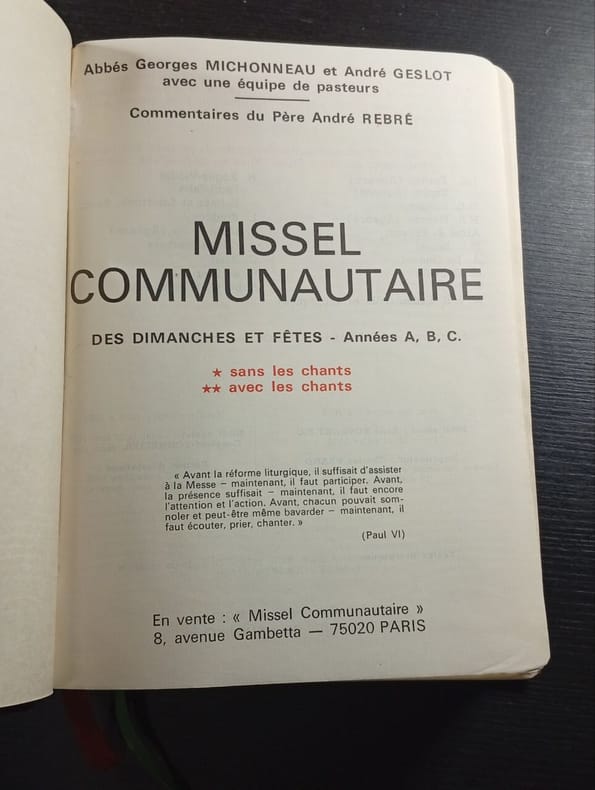 Abbés Georges MICHONNEAU et André GESLOT
avec une équipe de pasteurs
Commentaires du Père André REBRÉ
MISSEL
COMMUNAUTAIRE
DES DIMANCHES ET FÊTES - Années A, B, C.
★ sans les chants
★★ avec les chants
« Avant la réforme liturgique, il suffisait d'assister
à la Messe – maintenant, il faut participer. Avant,
la présence suffisait – maintenant, il faut encore
l'attention et l'action. Avant, chacun pouvait som-
noler et peut-être même bavarder – maintenant, il
faut écouter, prier, chanter. »
(Paul VI)
En vente : « Missel Communautaire »
8, avenue Gambetta — 75020 PARIS